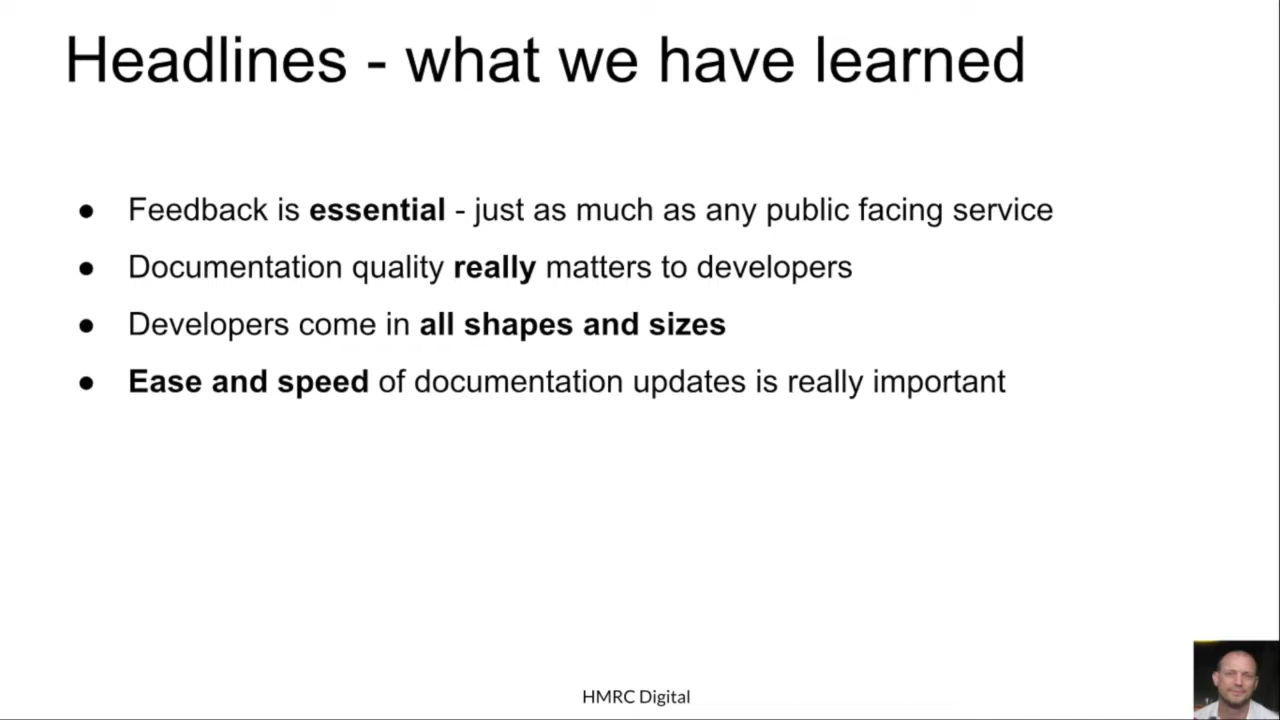 Headlines - what we have learned
● Feedback is essential - just as much as any public facing service
● Documentation quality really matters to developers
● Developers come in all shapes and sizes
● Ease and speed of documentation updates is really important
HMRC Digital